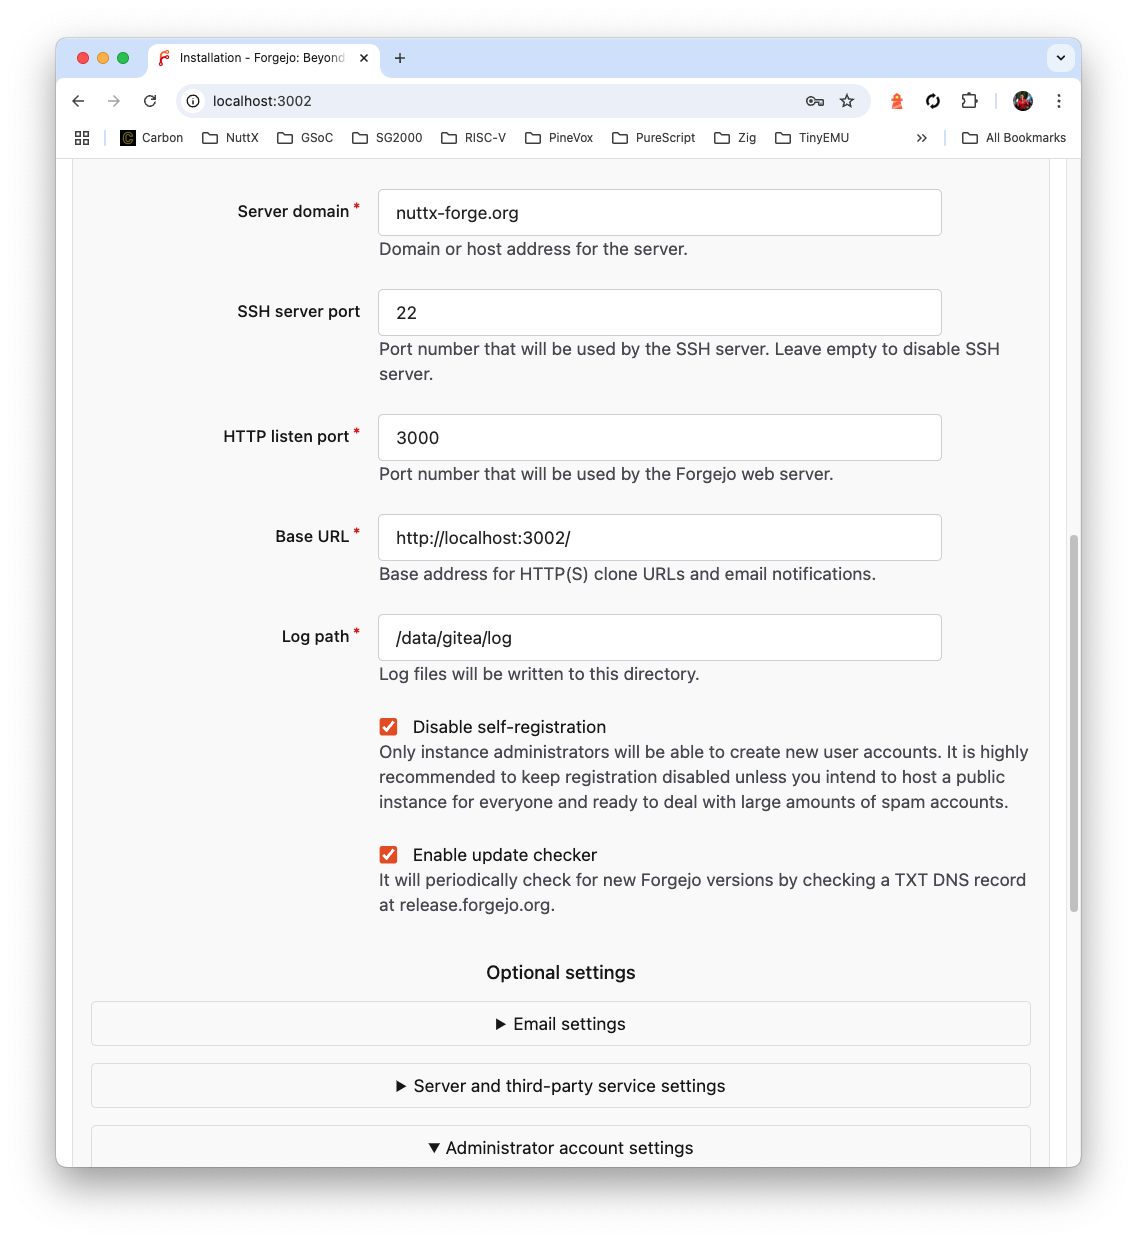 Installation - Forgejo: Beyond
localhost:3002
Carbon NuttX GSoC SG2000 RISC-V PineVox PureScript Zig TinyEMU » All Bookmarks
Server domain *
nuttx-forge.org
Domain or host address for the server.
SSH server port
22
Port number that will be used by the SSH server. Leave empty to disable SSH
server.
HTTP listen port *
3000
Port number that will be used by the Forgejo web server.
Base URL *
http://localhost:3002/
Base address for HTTP(S) clone URLs and email notifications.
Log path *
/data/gitea/log
Log files will be written to this directory.
Disable self-registration
Only instance administrators will be able to create new user accounts. It is highly
recommended to keep registration disabled unless you intend to host a public
instance for everyone and ready to deal with large amounts of spam accounts.
Enable update checker
It will periodically check for new Forgejo versions by checking a TXT DNS record
at release.forgejo.org.
Optional settings
Email settings
Server and third-party service settings
Administrator account settings